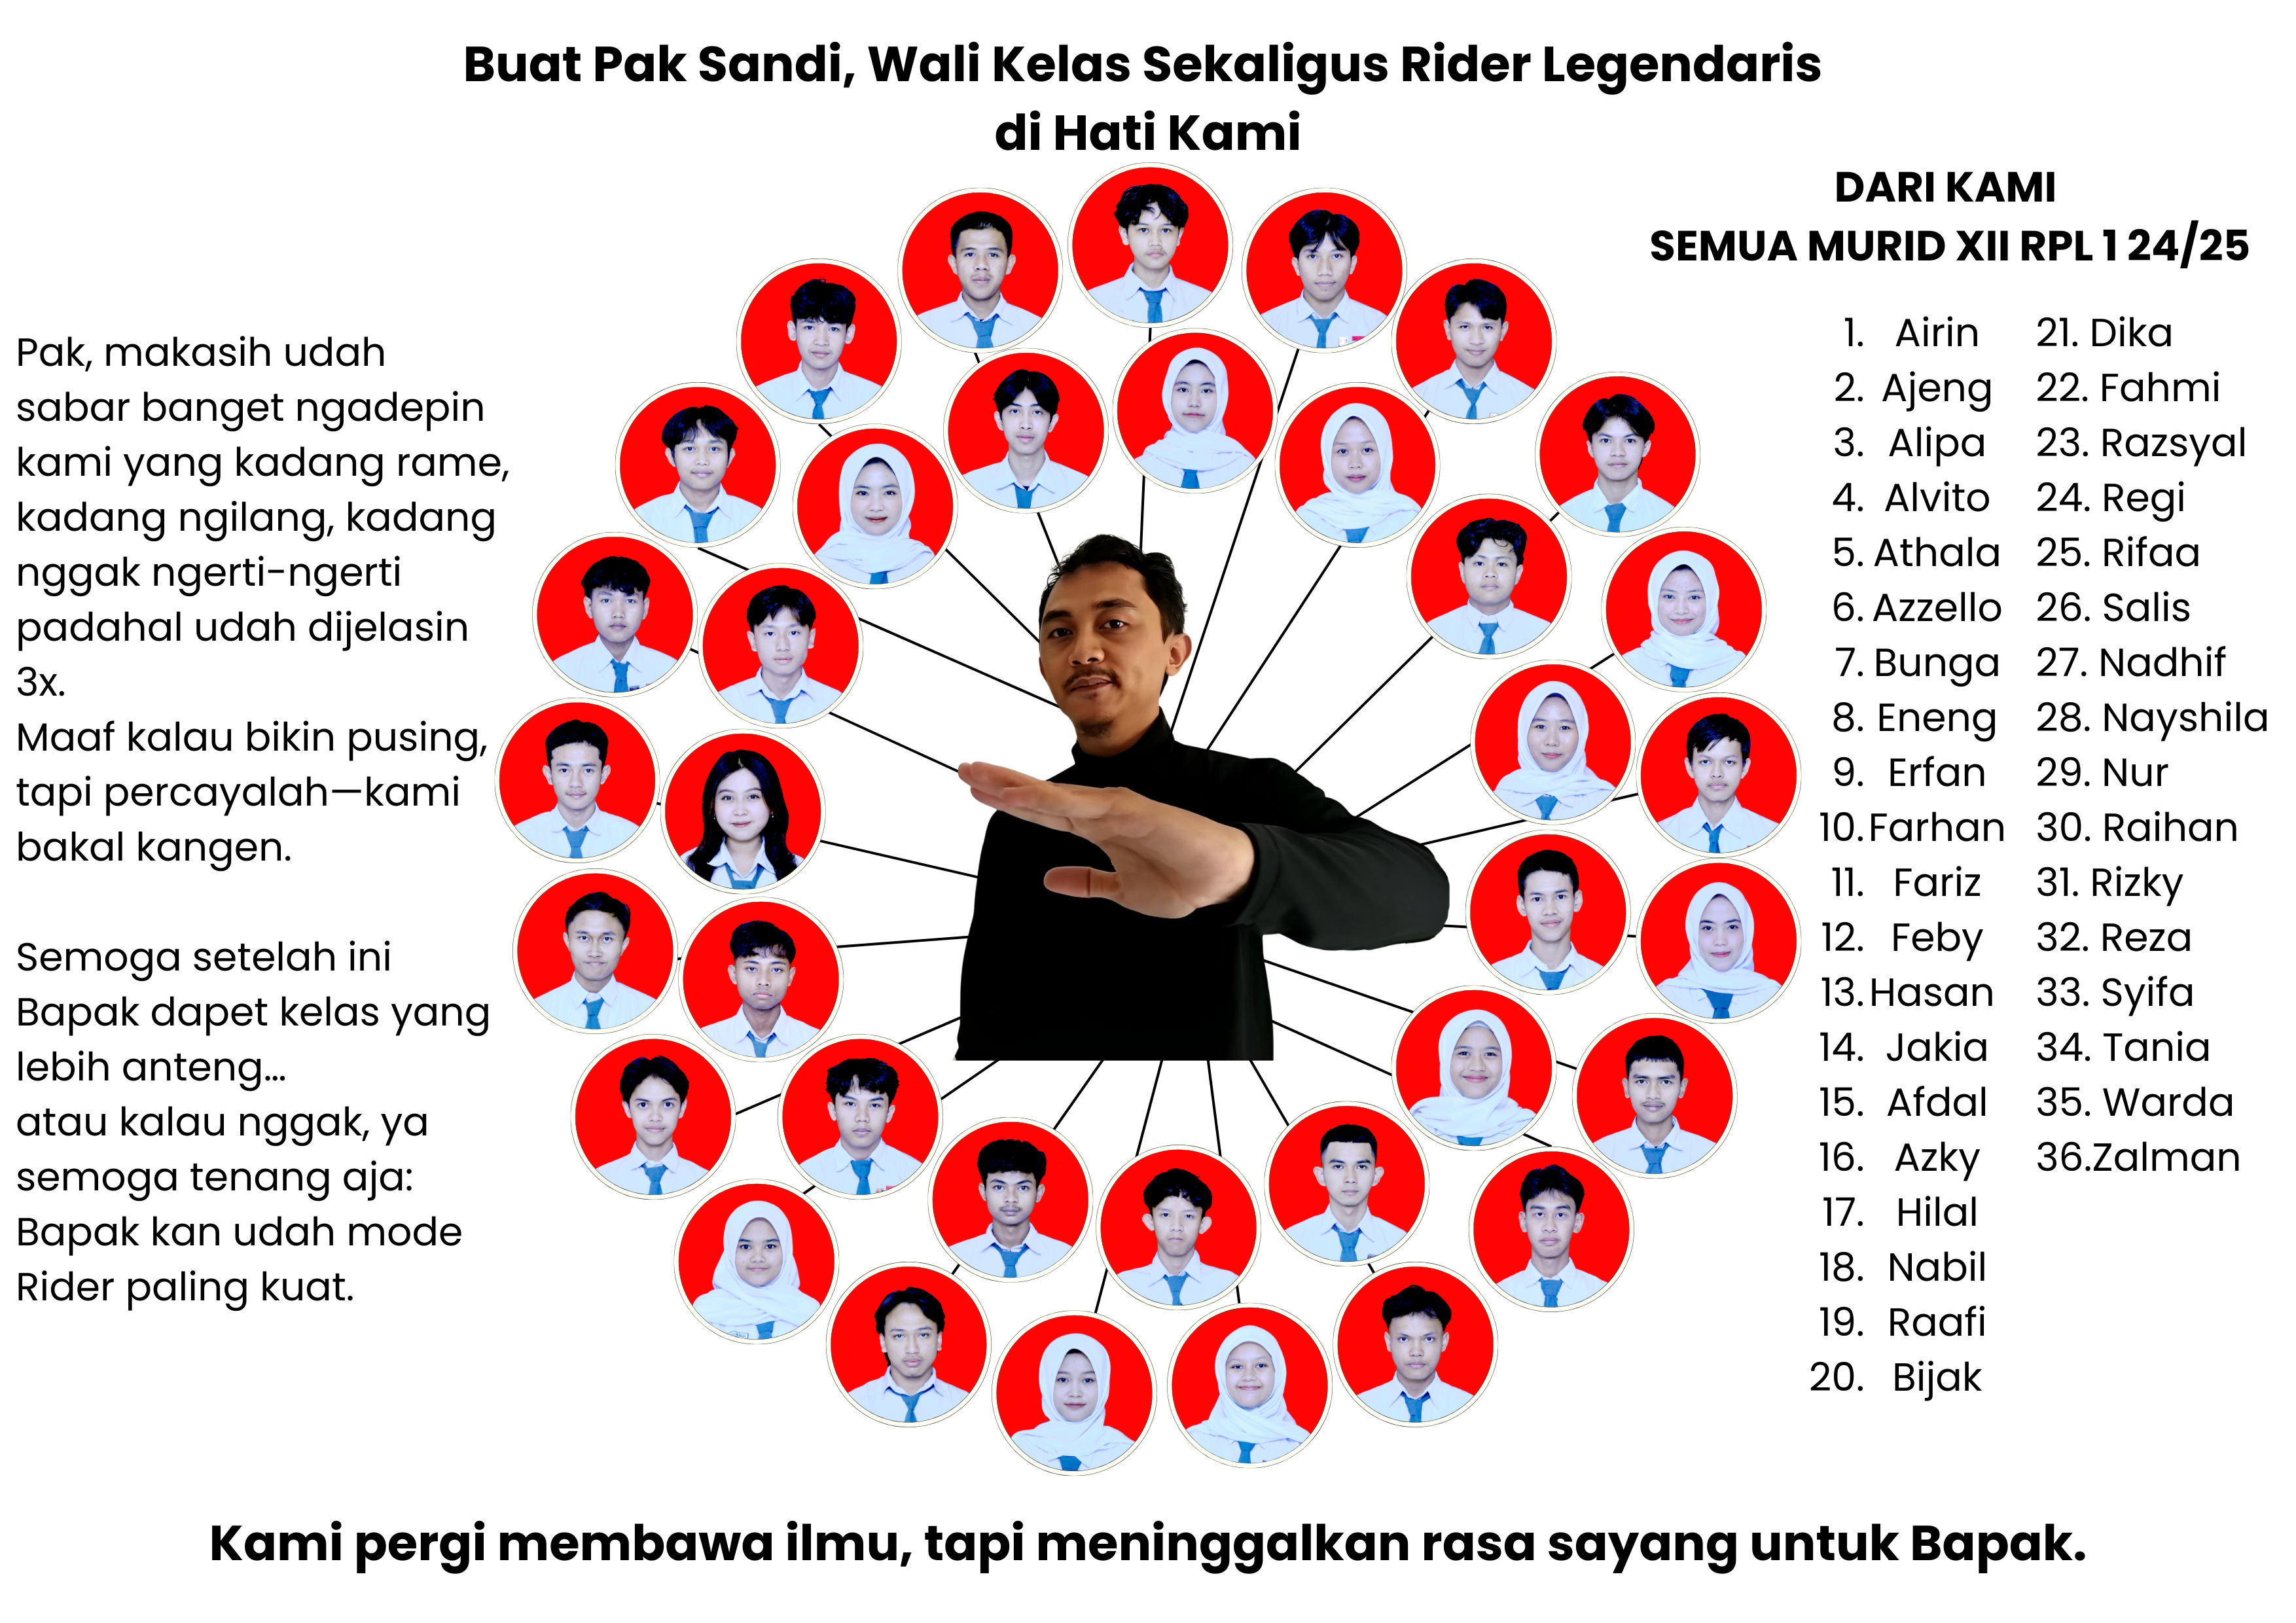 Buat Pak Sandi, Wali Kelas Sekaligus Rider Legendaris
di Hati Kami
Pak, makasih udah
sabar banget ngadepin
kami yang kadang rame,
kadang ngilang, kadang
nggak ngerti-ngerti
padahal udah dijelasin
3x.
Maaf kalau bikin pusing,
tapi percayalah—kami
bakal kangen.
Semoga setelah ini
Bapak dapet kelas yang
lebih anteng...
atau kalau nggak, ya
semoga tenang aja:
Bapak kan udah mode
Rider paling kuat.
DARI KAMI
SEMUA MURID XII RPL 1 24/25
1. Airin
2. Ajeng
3. Alipa
4. Alvito
5. Athala
6. Azzello
7. Bunga
8. Eneng
9. Erfan
10. Farhan
11. Fariz
12. Feby
13. Hasan
14. Jakia
15. Afdal
16. Azky
17. Hilal
18. Nabil
19. Raafi
20. Bijak
21. Dika
22. Fahmi
23. Razsyal
24. Regi
25. Rifaa
26. Salis
27. Nadhif
28. Nayshila
29. Nur
30. Raihan
31. Rizky
32. Reza
33. Syifa
34. Tania
35. Warda
36.Zalman
Kami pergi membawa ilmu, tapi meninggalkan rasa sayang untuk Bapak.